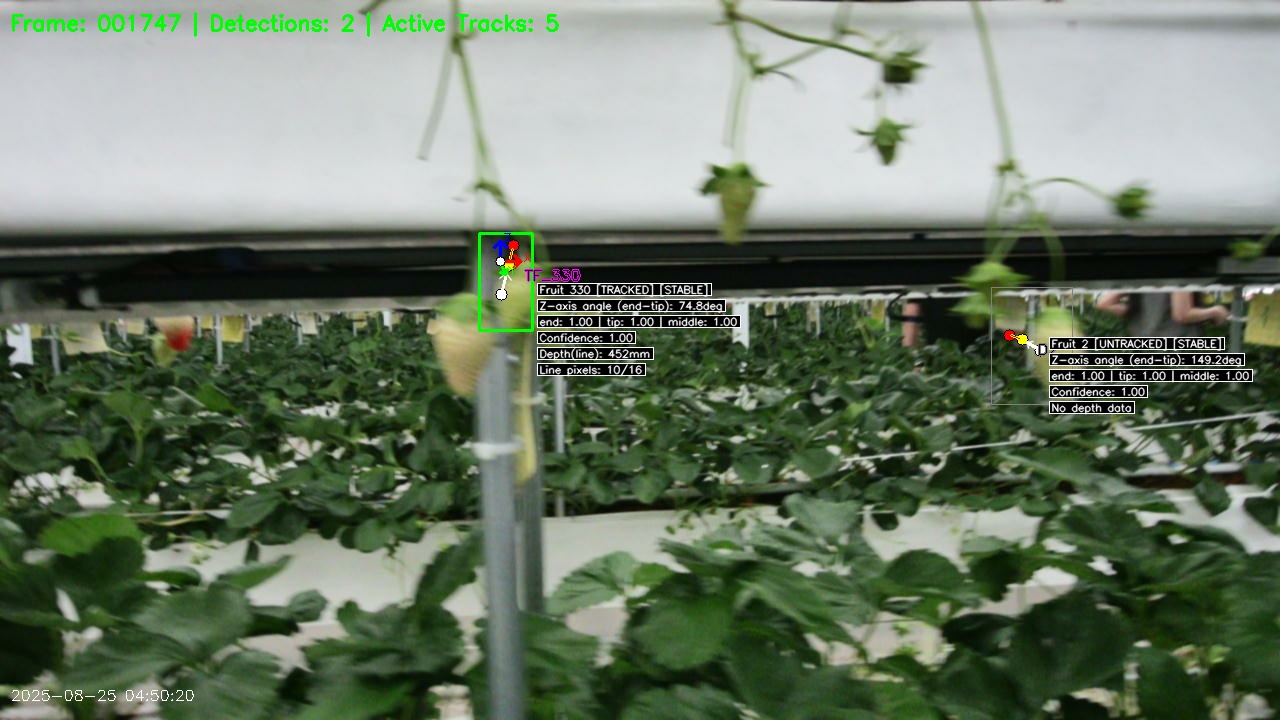 Frame: 001747 | Detections: 2 | Active Tracks: 5
TF_330
Fruit 330 [TRACKED] [STABLE]
Z-axis angle (end-tip): 74.8deg
end: 1.00 | tip: 1.00 | middle: 1.00
Confidence: 1.00
Depth(line): 452mm
Line pixels: 10/16
Fruit 2 [UNTRACKED] [STABLE]
Z-axis angle (end-tip): 149.2deg
end: 1.00 | tip: 1.00 | middle: 1.00
Confidence: 1.00
No depth data
2025-08-25 04:50:20